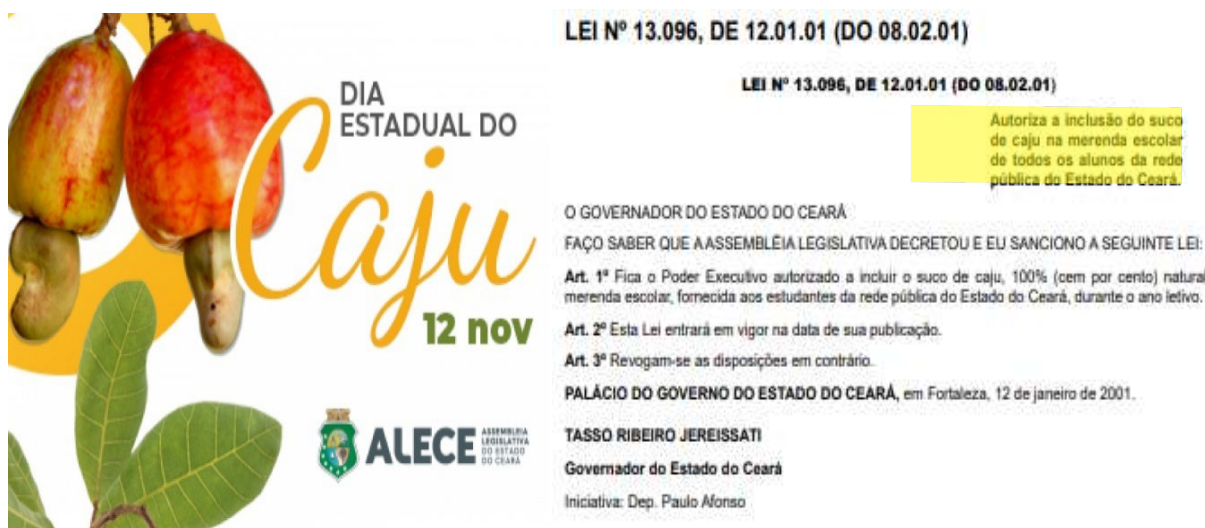 DIA
ESTADUAL DO
Caju
12 nov
ALECE
ASSEMBLEIA
LEGISLATIVA
DO ESTADO
DO CEARÁ
LEI Nº 13.096, DE 12.01.01 (DO 08.02.01)
LEI Nº 13.096, DE 12.01.01 (DO 08.02.01)
Autoriza a inclusão do suco
de caju na merenda escolar
de todos os alunos da rede
pública do Estado do Ceará.
O GOVERNADOR DO ESTADO DO CEARÁ
FAÇO SABER QUE A ASSEMBLÉIA LEGISLATIVA DECRETOU E EU SANCIONO A SEGUINTE LEI:
Art. 1º Fica o Poder Executivo autorizado a incluir o suco de caju, 100% (cem por cento) natural
merenda escolar, fornecida aos estudantes da rede pública do Estado do Ceará, durante o ano letivo.
Art. 2º Esta Lei entrará em vigor na data de sua publicação.
Art. 3º Revogam-se as disposições em contrário.
PALÁCIO DO GOVERNO DO ESTADO DO CEARÁ, em Fortaleza, 12 de janeiro de 2001.
TASSO RIBEIRO JEREISSATI
Governador do Estado do Ceará
Iniciativa: Dep. Paulo Afonso